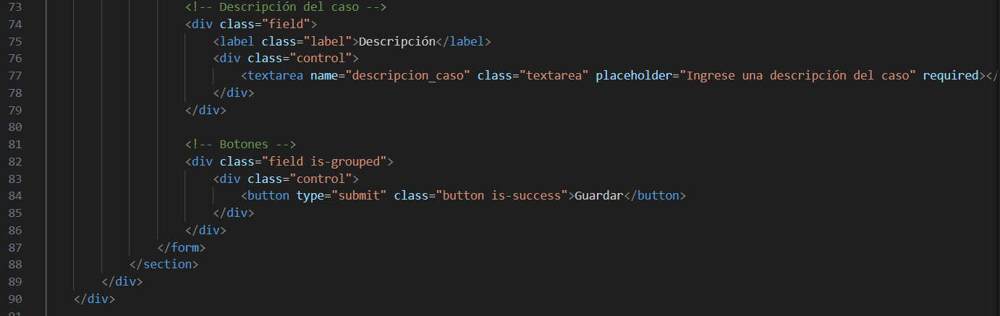 73 <!-- Descripción del caso -->
74 <div class="field">
75 <label class="label">Descripción</label>
76 <div class="control">
77 <textarea name="descripcion_caso" class="textarea" placeholder="Ingrese una descripción del caso" required></
78 </div>
79 </div>
80
81 <!-- Botones -->
82 <div class="field is-grouped">
83 <div class="control">
84 <button type="submit" class="button is-success">Guardar</button>
85 </div>
86 </div>
87 </form>
88 </section>
89 </div>
90 </div>
91